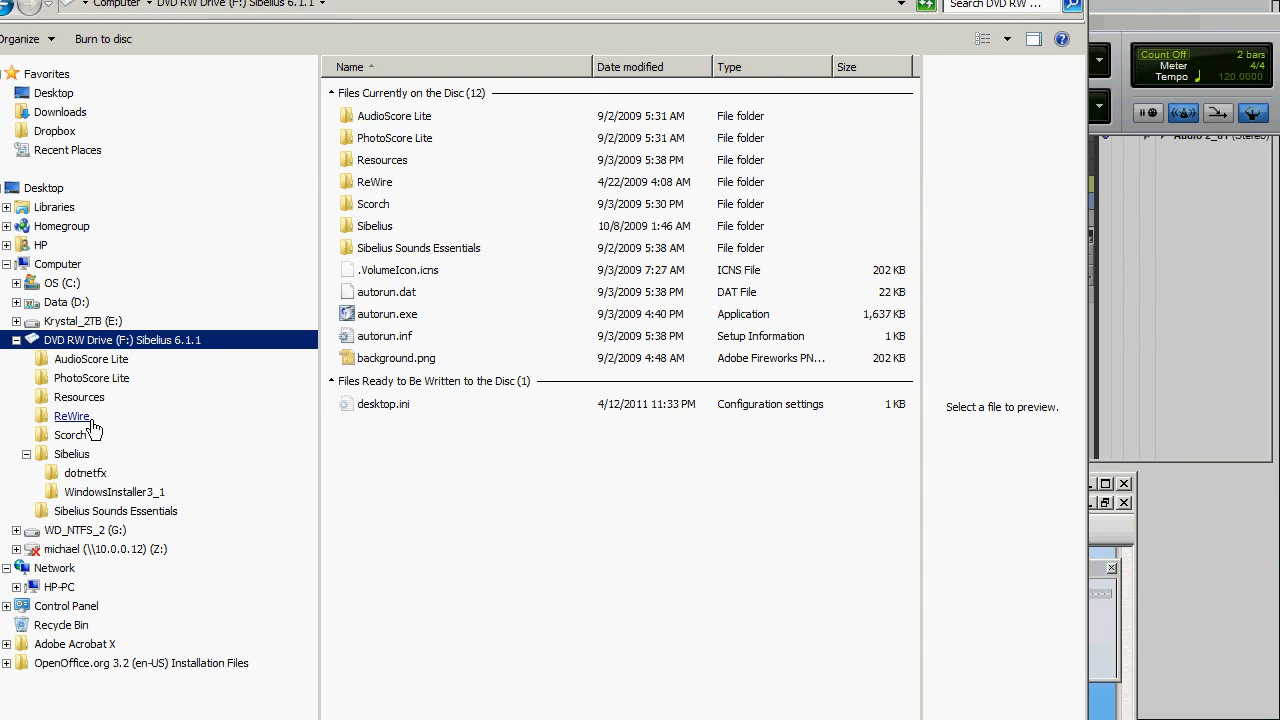 Computer ▸ DVD RW Drive (F:) Sibelius 6.1.1
Search DVD RW ...
Organize
Burn to disc
Favorites
Desktop
Downloads
Dropbox
Recent Places
Desktop
Libraries
Homegroup
HP
Computer
OS (C:)
Data (D:)
Krystal_2TB (E:)
DVD RW Drive (F:) Sibelius 6.1.1
AudioScore Lite
PhotoScore Lite
Resources
ReWire
Scorch
Sibelius
dotnetfx
WindowsInstaller3_1
Sibelius Sounds Essentials
WD_NTFS_2 (G:)
michael (\\10.0.0.12) (Z:)
Network
HP-PC
Control Panel
Recycle Bin
Adobe Acrobat X
OpenOffice.org 3.2 (en-US) Installation Files
Name Date modified Type Size
Files Currently on the Disc (12)
AudioScore Lite 9/2/2009 5:31 AM File folder
PhotoScore Lite 9/2/2009 5:31 AM File folder
Resources 9/3/2009 5:38 PM File folder
ReWire 4/22/2009 4:08 AM File folder
Scorch 9/3/2009 5:30 PM File folder
Sibelius 10/8/2009 1:46 AM File folder
Sibelius Sounds Essentials 9/2/2009 5:38 AM File folder
.VolumeIcon.icns 9/3/2009 7:27 AM ICNS File 202 KB
autorun.dat 9/3/2009 5:38 PM DAT File 22 KB
autorun.exe 9/3/2009 4:40 PM Application 1,637 KB
autorun.inf 9/3/2009 5:38 PM Setup Information 1 KB
background.png 9/2/2009 4:48 AM Adobe Fireworks PN... 202 KB
Files Ready to Be Written to the Disc (1)
desktop.ini 4/12/2011 11:33 PM Configuration settings 1 KB
Select a file to preview.
Count Off 2 bars
Meter 4/4
Tempo 120.0000
Audio 2_01 (Stereo)